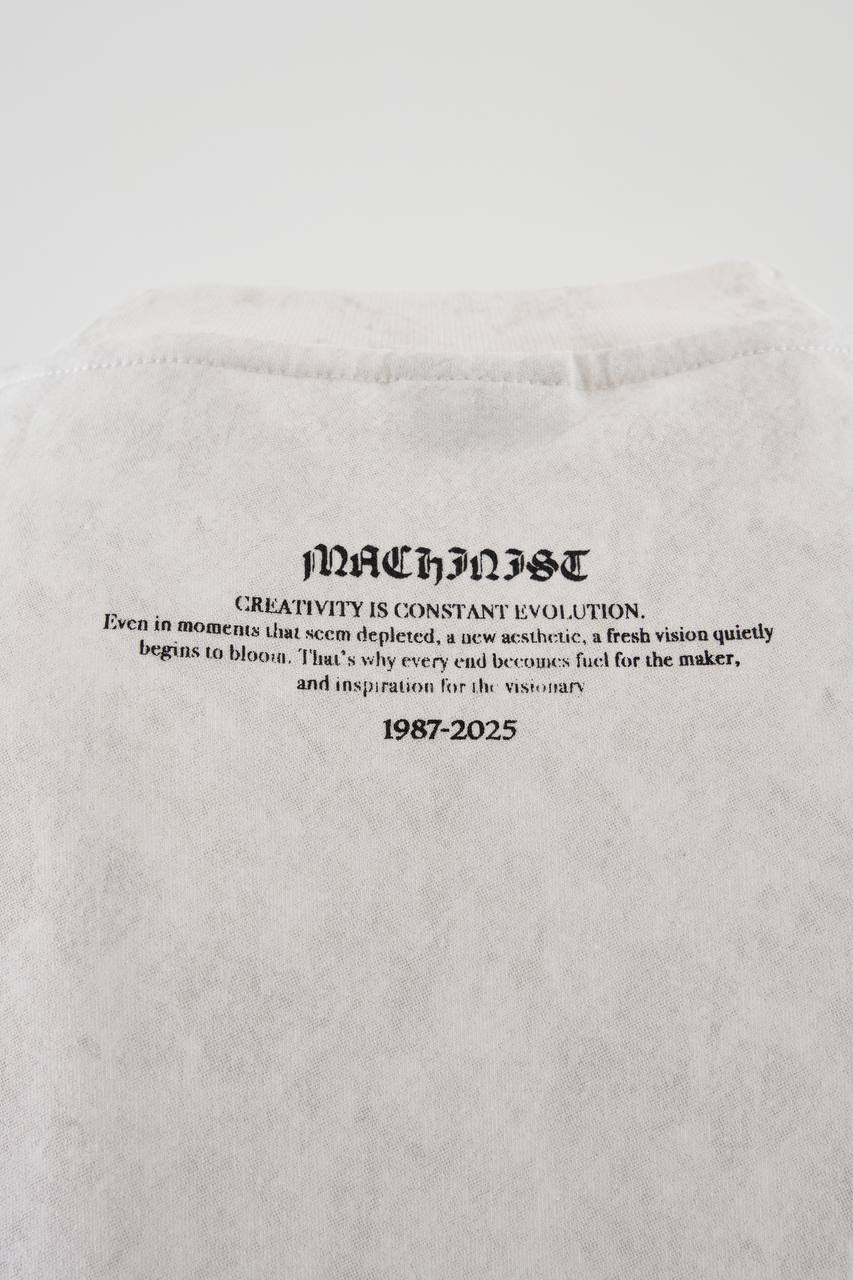 MACHINIST
CREATIVITY IS CONSTANT EVOLUTION.
Even in moments that seem depleted, a new aesthetic, a fresh vision quietly
begins to bloom. That's why every end becomes fuel for the maker,
and inspiration for the visionary
1987-2025